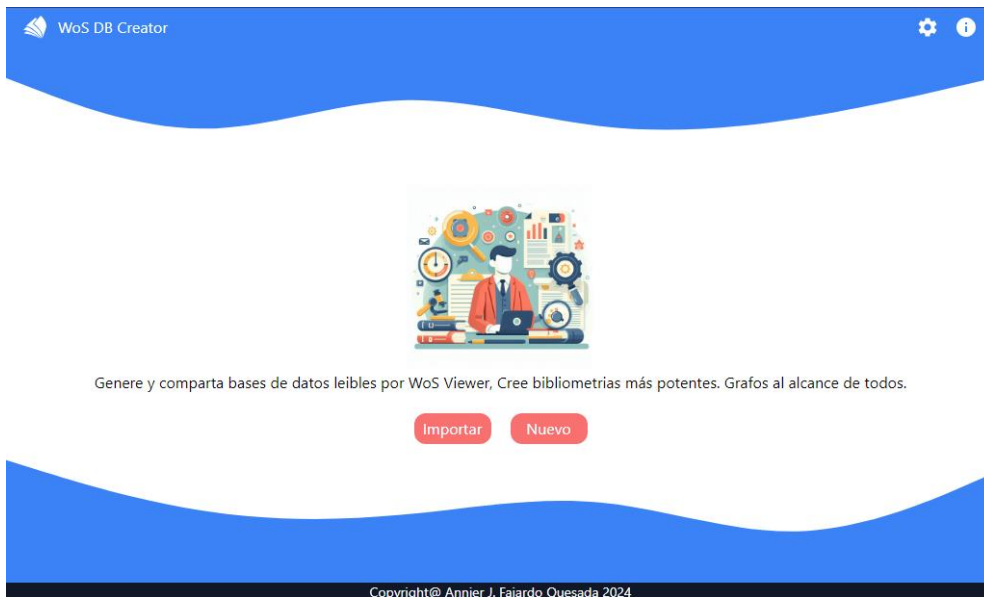 WoS DB Creator
Genere y comparta bases de datos leibles por WoS Viewer, Cree bibliometrias más potentes. Grafos al alcance de todos.
Importar
Nuevo
Copyright@ Annier J. Fajardo Quesada 2024